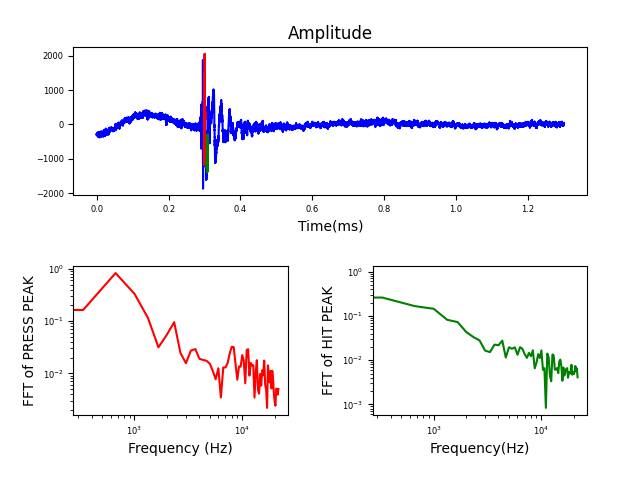 Amplitude
2000
1000
0
−1000
−2000
0.0 0.2 0.4 0.6 0.8 1.0 1.2
Time(ms)
FFT of PRESS PEAK
10⁰
10⁻¹
10⁻²
10³ 10⁴
Frequency (Hz)
FFT of HIT PEAK
10⁰
10⁻¹
10⁻²
10⁻³
10³ 10⁴
Frequency(Hz)